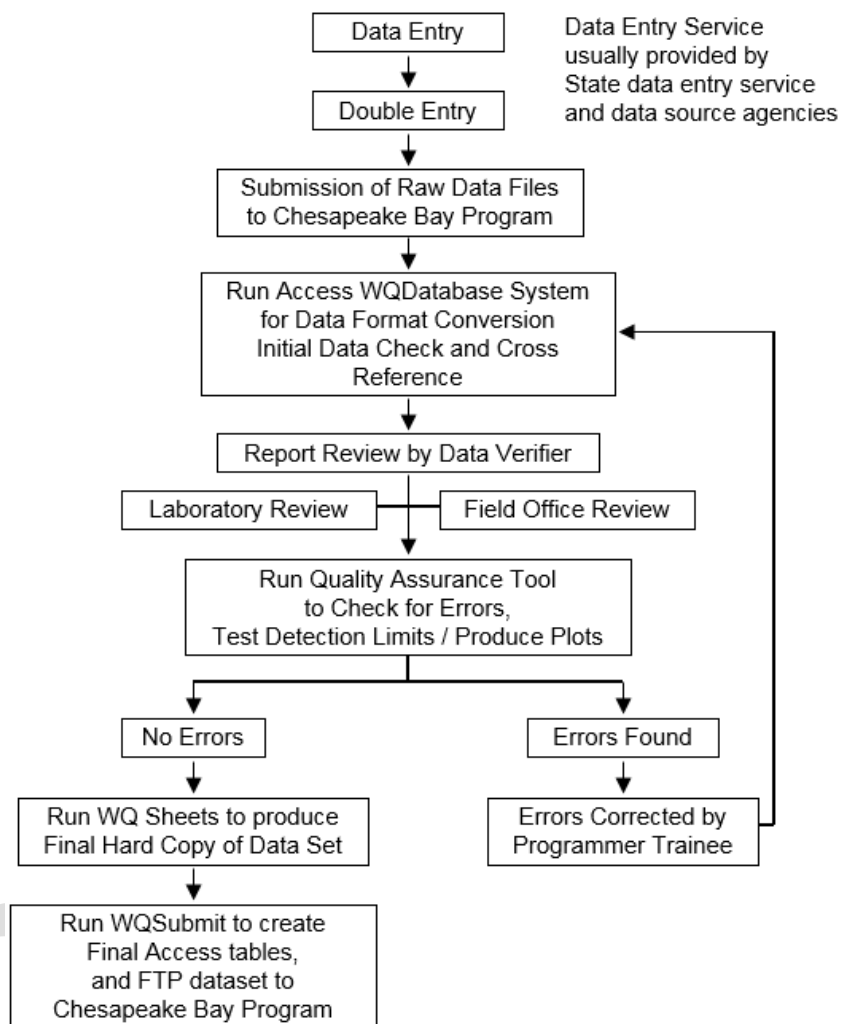 Data Entry
Data Entry Service
usually provided by
State data entry service
and data source agencies
Double Entry
Submission of Raw Data Files
to Chesapeake Bay Program
Run Access WQDatabase System
for Data Format Conversion
Initial Data Check and Cross
Reference
Report Review by Data Verifier
Laboratory Review
Field Office Review
Run Quality Assurance Tool
to Check for Errors,
Test Detection Limits / Produce Plots
No Errors
Errors Found
Run WQ Sheets to produce
Final Hard Copy of Data Set
Errors Corrected by
Programmer Trainee
Run WQSubmit to create
Final Access tables,
and FTP dataset to
Chesapeake Bay Program